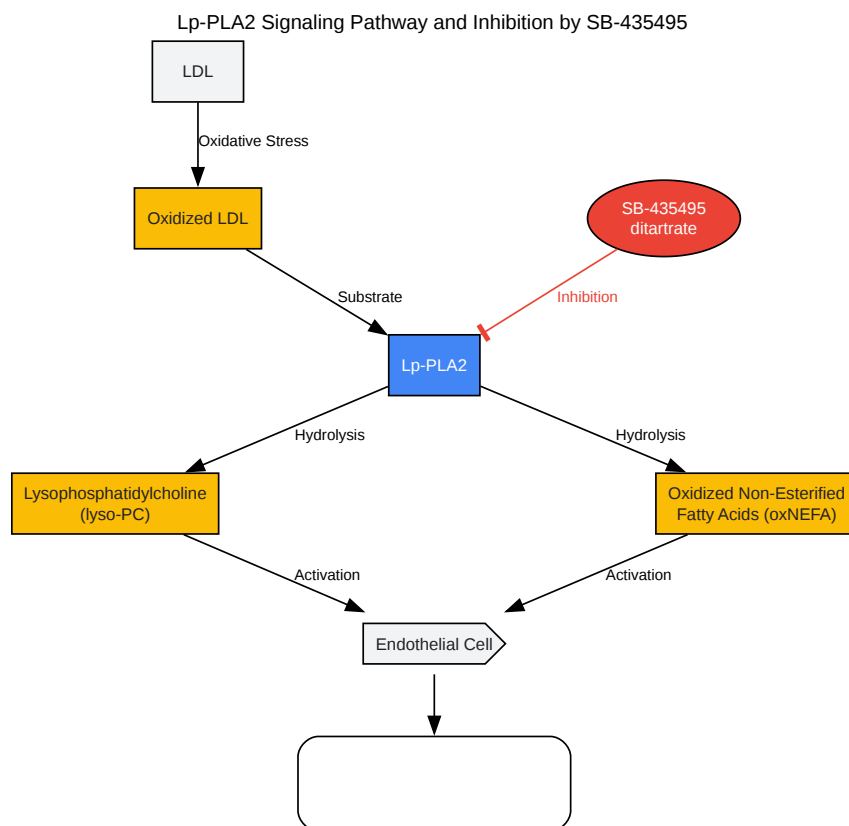 Lp-PLA2 Signaling Pathway and Inhibition by SB-435495
LDL
Oxidative Stress
Oxidized LDL
SB-435495
ditartrate
Substrate
Inhibition
Lp-PLA2
Hydrolysis
Hydrolysis
Lysophosphatidylcholine
(lyso-PC)
Oxidized Non-Esterified
Fatty Acids (oxNEFA)
Activation
Activation
Endothelial Cell